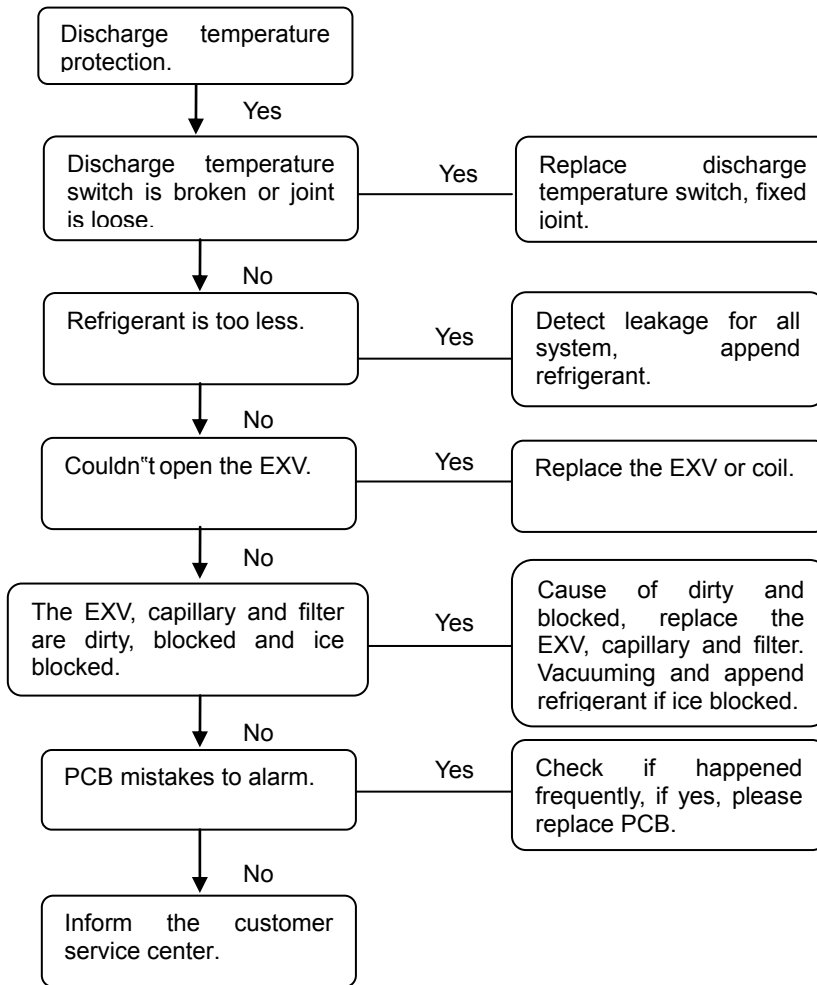 Discharge temperature
protection.
Yes
Discharge temperature
switch is broken or joint
is loose.
Yes
Replace discharge
temperature switch, fixed
joint.
No
Refrigerant is too less.
Yes
Detect leakage for all
system, append
refrigerant.
No
Couldn‟t open the EXV.
Yes
Replace the EXV or coil.
No
The EXV, capillary and filter
are dirty, blocked and ice
blocked.
Yes
Cause of dirty and
blocked, replace the
EXV, capillary and filter.
Vacuuming and append
refrigerant if ice blocked.
No
PCB mistakes to alarm.
Yes
Check if happened
frequently, if yes, please
replace PCB.
No
Inform the customer
service center.